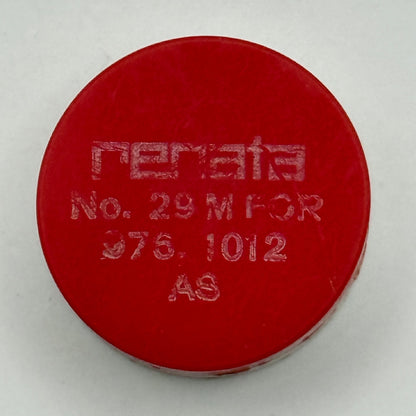 renata
No. 29 M FOR
976. 1012
AS